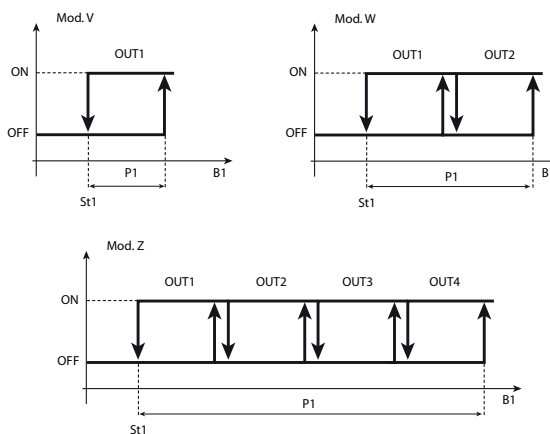 Mod. V
OUT1
ON
OFF
P1
B1
St1
Mod. W
OUT1
OUT2
ON
OFF
P1
B
St1
Mod. Z
OUT1
OUT2
OUT3
OUT4
ON
OFF
P1
B1
St1